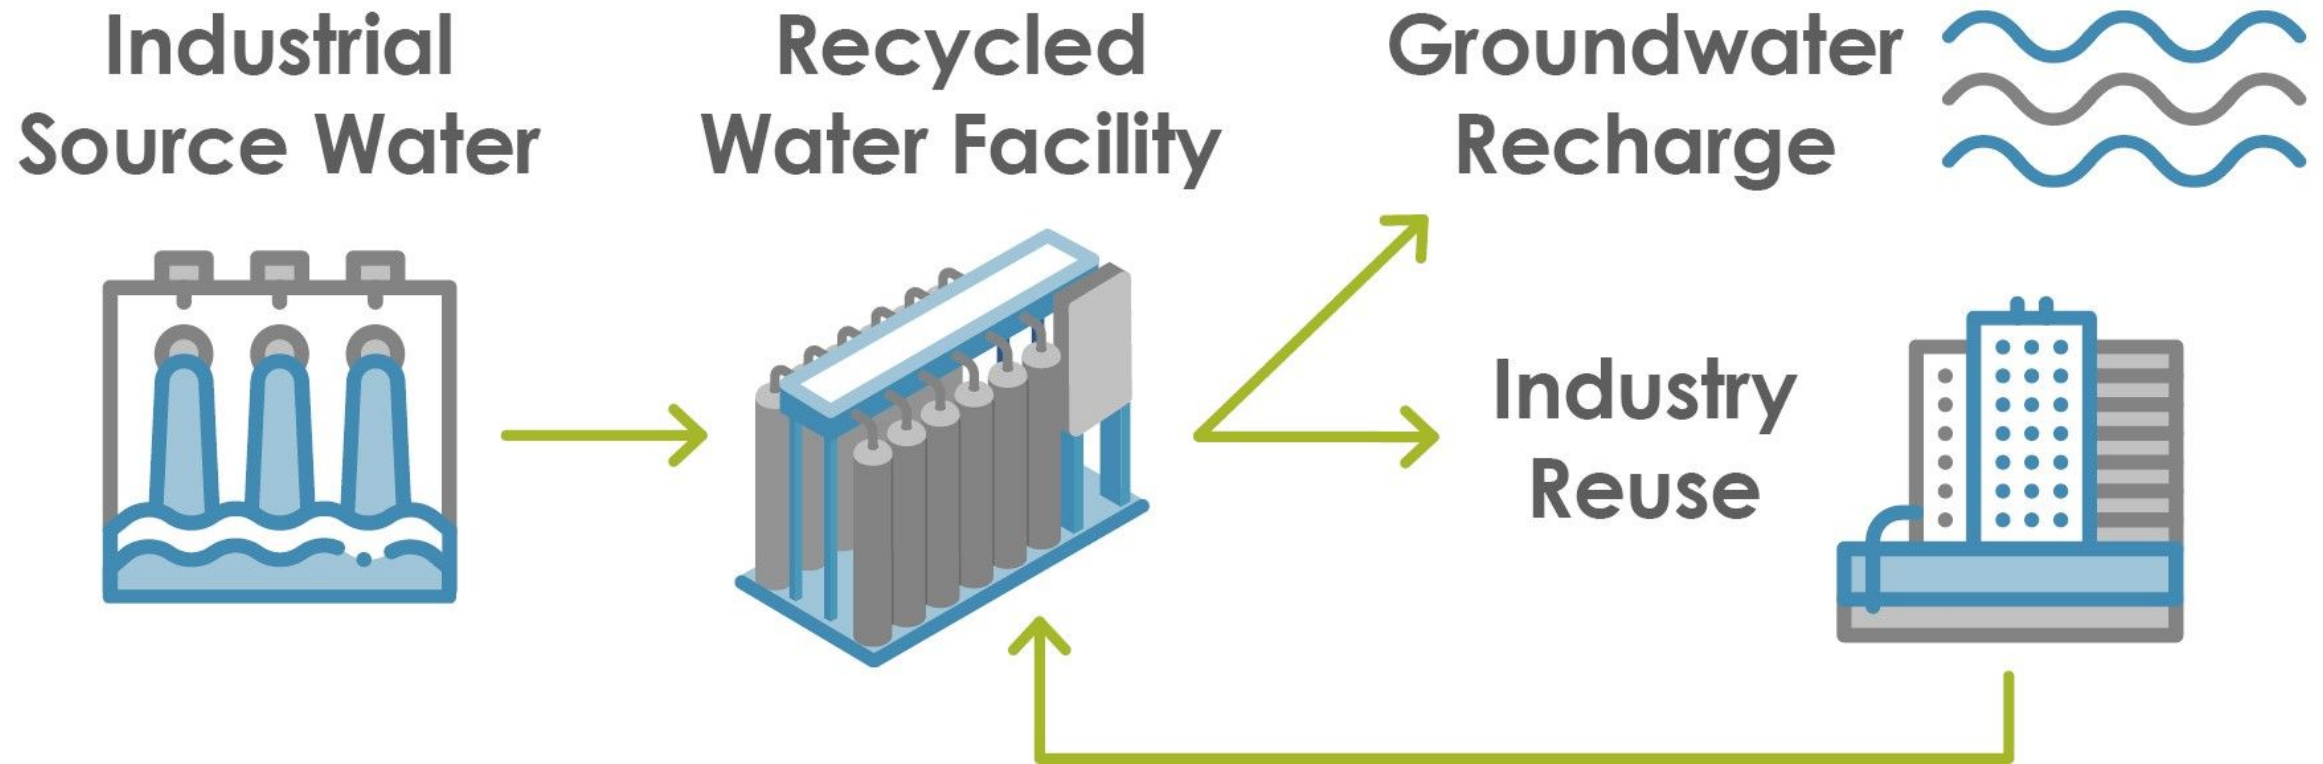 Industrial
Source Water
Recycled
Water Facility
Groundwater
Recharge
Industry
Reuse